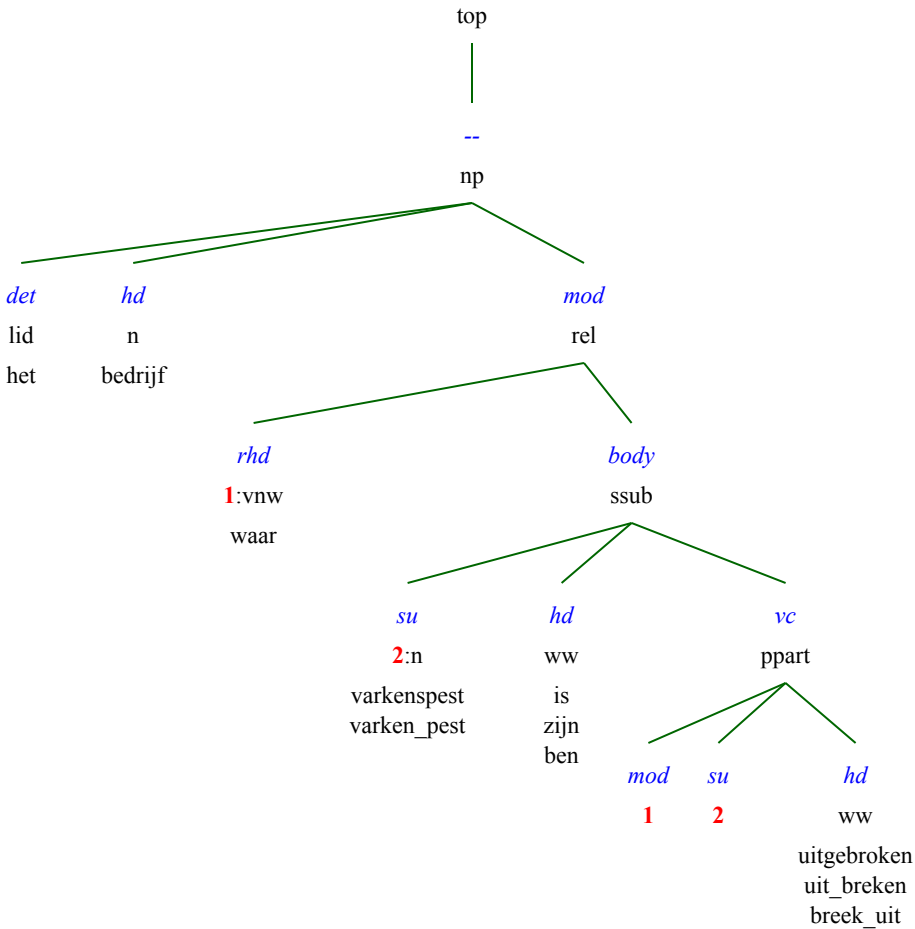 top
--
np
det hd mod
lid n rel
het bedrijf
rhd body
1:vnw ssub
waar
su hd vc
2:n ww ppart
varkenspest is
varken_pest zijn
ben
mod su hd
1 2 ww
uitgebroken
uit_breken
breek_uit